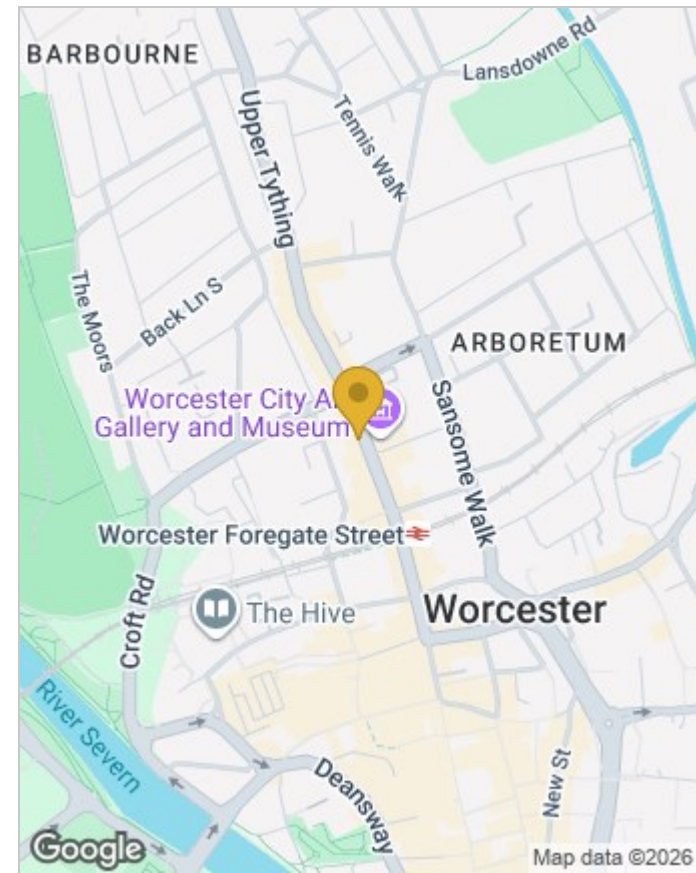 BARBOURNE
Lansdowne Rd
Upper Tything
Tennis Walk
The Moors
Back Ln S
ARBORETUM
Worcester City A
Gallery and Museum
Sansome Walk
Worcester Foregate Street
Croft Rd
The Hive
Worcester
River Severn
Deansway
New St
Google
Map data ©2026